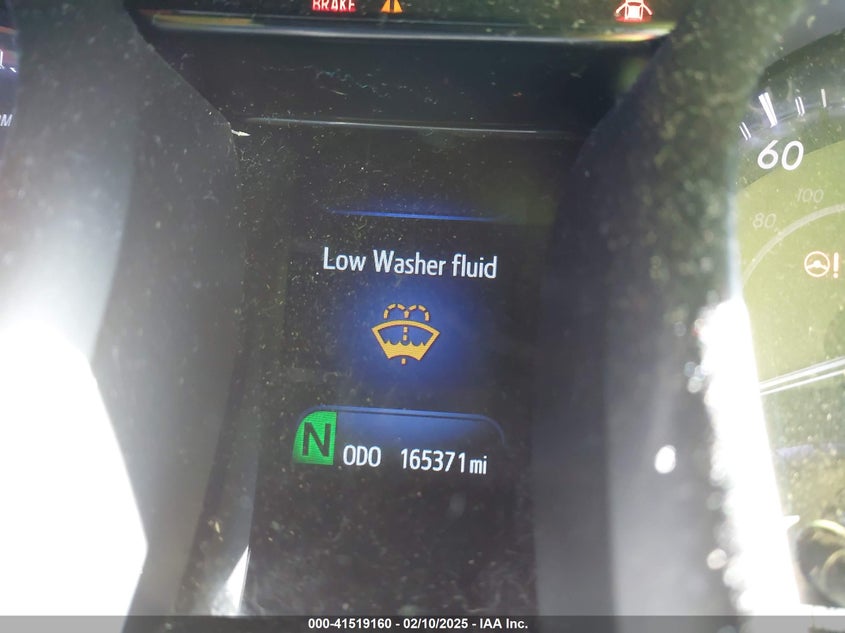 BRAKE
60
100
80
Low Washer fluid
N ODO 165371 mi
000-41519160 - 02/10/2025 - IAA Inc.